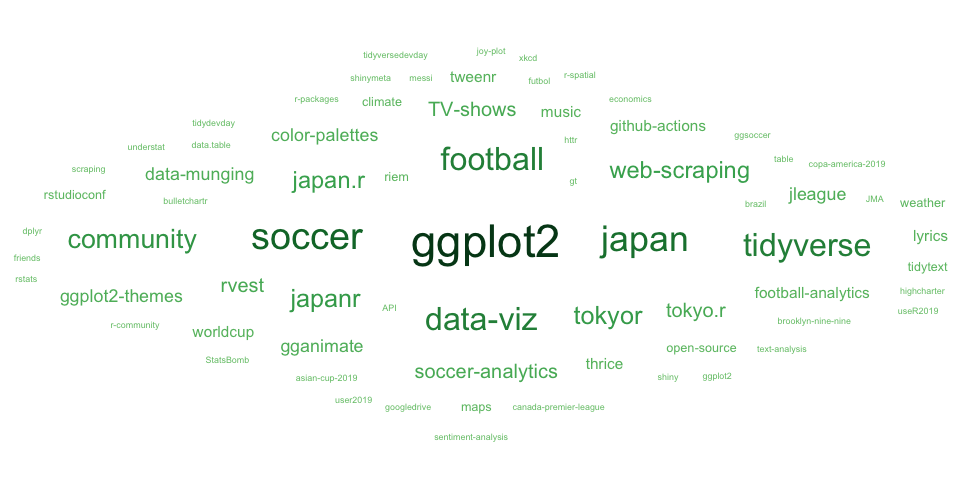 joy-plot
tidyversedevday
xkcd
shinymeta
messi
tweenr
futbol
r-spatial
r-packages
climate
TV-shows
music
economics
tidydevday
color-palettes
github-actions
ggsoccer
understat
data.table
football
httr
table
copa-america-2019
scraping
data-munging
japan.r
riem
gt
web-scraping
rstudioconf
bulletchartr
brazil
jleague
JMA
weather
dplyr
community
soccer
ggplot2
japan
tidyverse
lyrics
friends
tidytext
rstats
ggplot2-themes
rvest
japanr
API
football-analytics
highcharter
r-community
worldcup
data-viz
tokyor
tokyo.r
brooklyn-nine-nine
useR2019
StatsBomb
gganimate
open-source
text-analysis
asian-cup-2019
soccer-analytics
thrice
shiny
ggplot2
user2019
googledrive
maps
canada-premier-league
sentiment-analysis